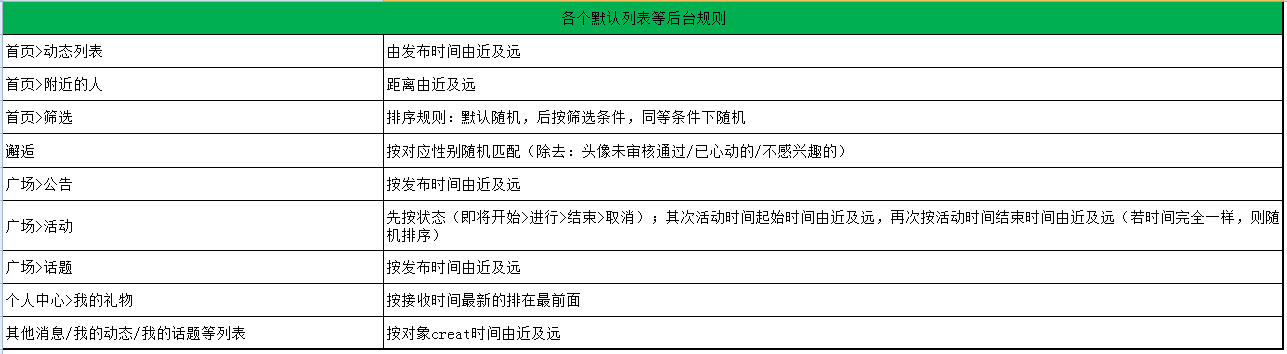 各个默认列表等后台规则
首页>动态列表
由发布时间由近及远
首页>附近的人
距离由近及远
首页>筛选
排序规则：默认随机，后按筛选条件，同等条件下随机
邂逅
按对应性别随机匹配（除去：头像未审核通过/已心动的/不感兴趣的）
广场>公告
按发布时间由近及远
广场>活动
先按状态（即将开始>进行>结束>取消）；其次活动时间起始时间由近及远，再次按活动时间结束时间由近及远（若时间完全一样，则随
机排序）
广场>话题
按发布时间由近及远
个人中心>我的礼物
按接收时间最新的排在最前面
其他消息/我的动态/我的话题等列表
按对象creat时间由近及远